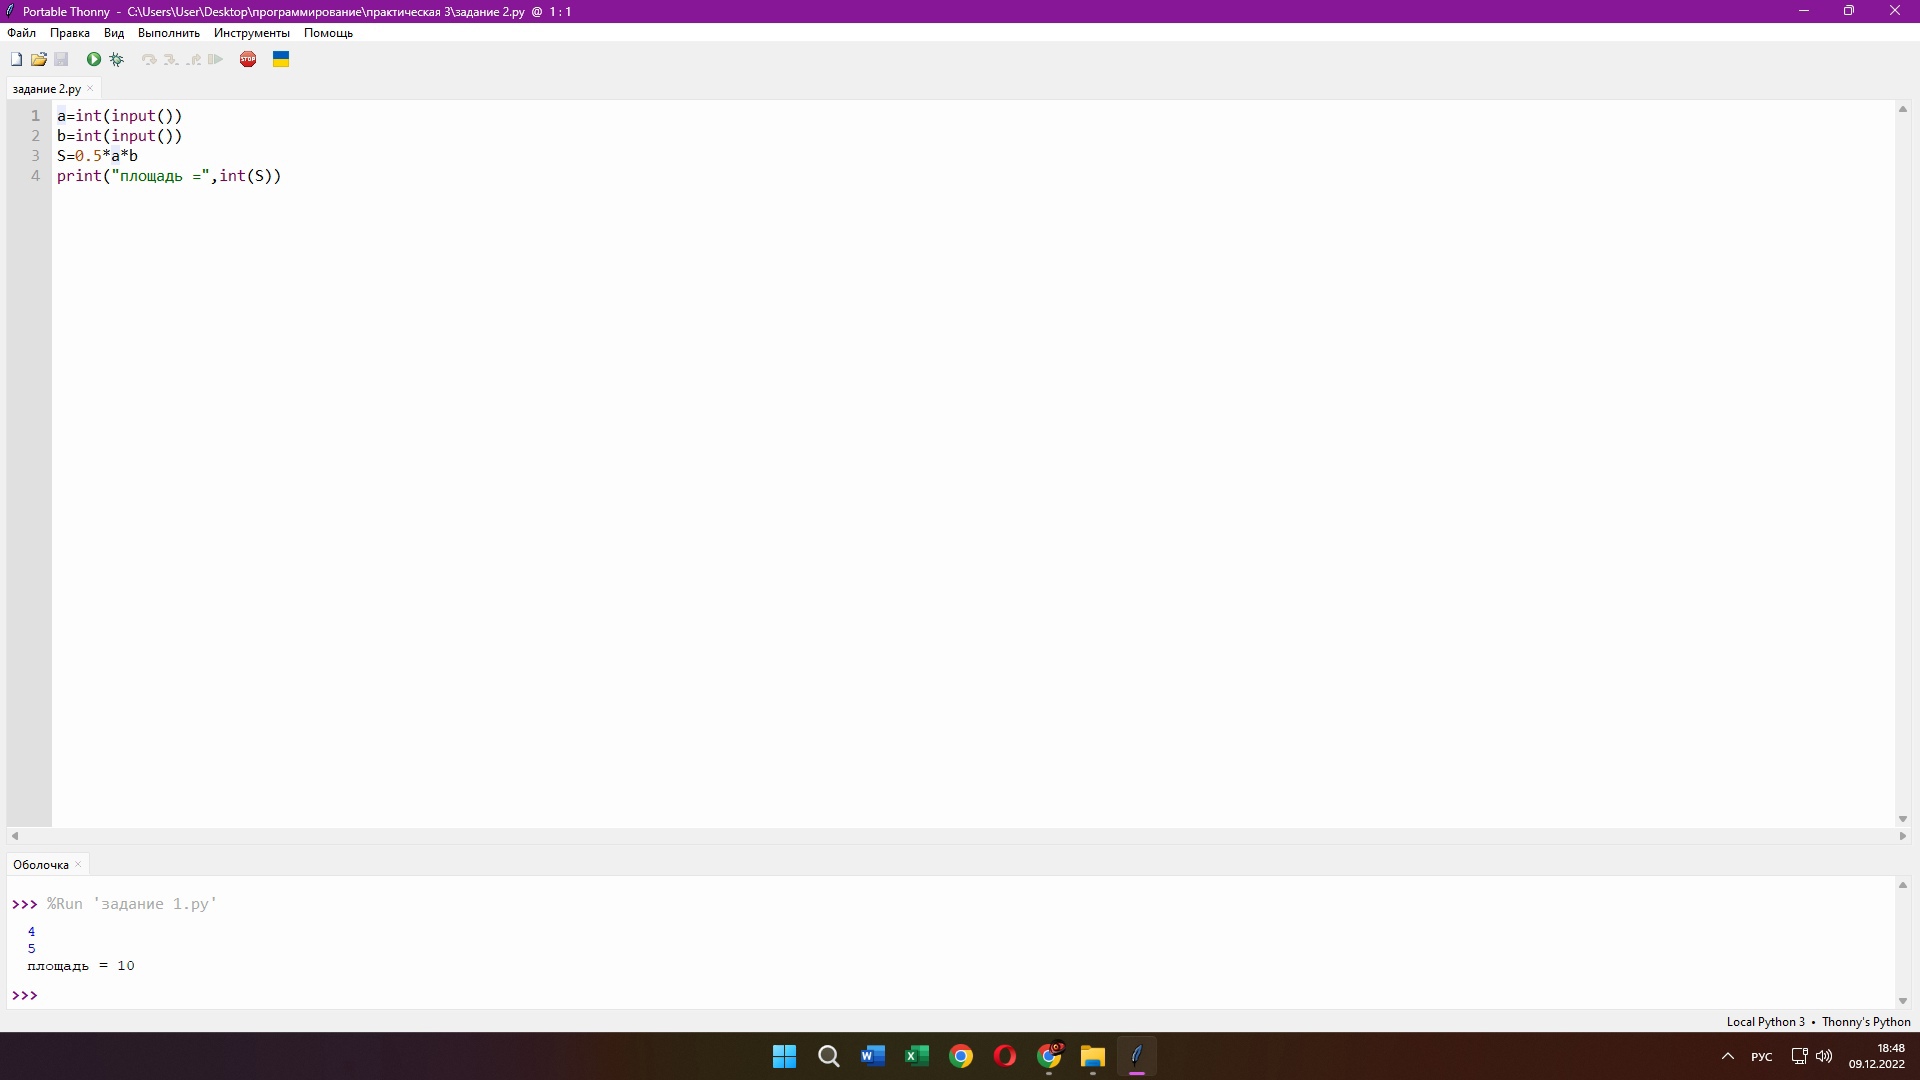 Portable Thonny - C:\Users\User\Desktop\программирование\практическая 3\задание 2.py @ 1 : 1
Файл Правка Вид Выполнить Инструменты Помощь
STOP
задание 2.py ×
1 a=int(input())
2 b=int(input())
3 S=0.5*a*b
4 print("площадь =",int(S))
Оболочка ×
>>> %Run 'задание 1.py'
4
5
площадь = 10
>>>
Local Python 3 • Thonny's Python
РУС
18:48
09.12.2022